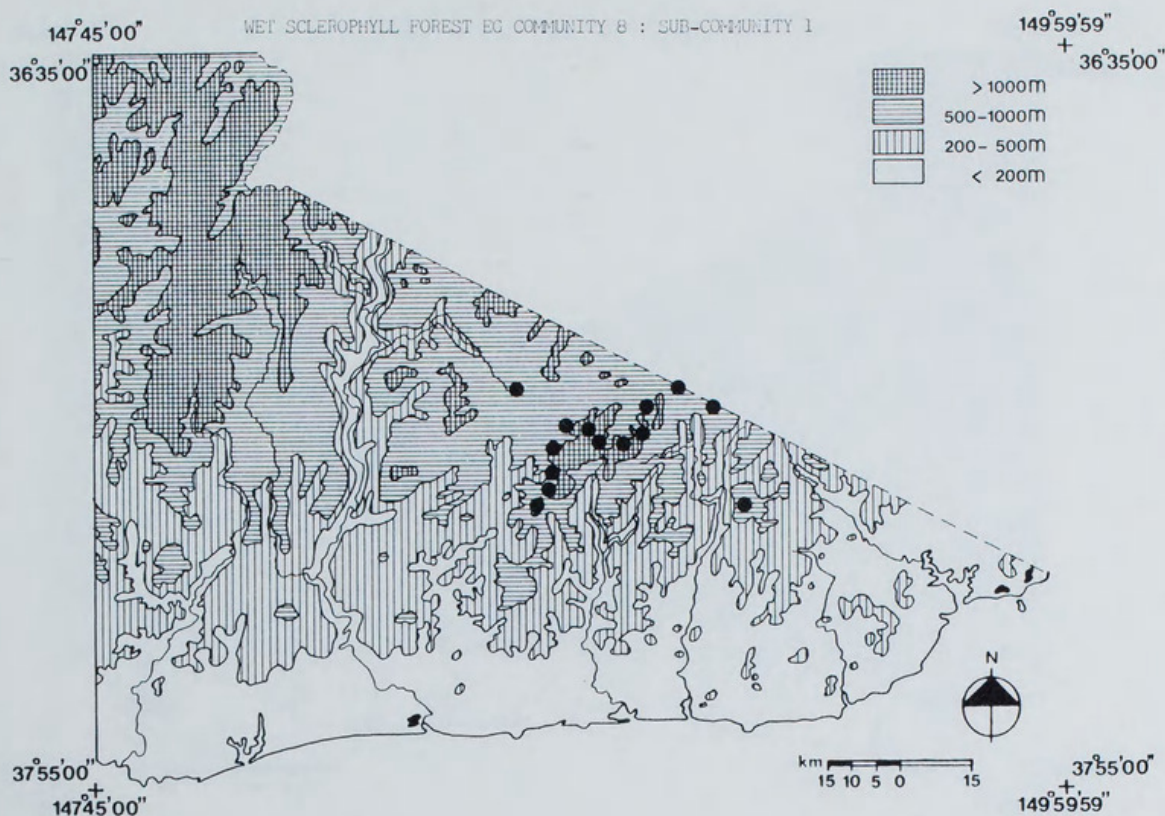 WET SCLEROPHYLL FOREST EG COMMUNITY 8 : SUB-COMMUNITY 1
147°45'00"
149°59'59"
36°35'00"
36°35'00"
>1000m
500-1000m
200-500m
< 200m
N
km
15 10 5 0 15
37°55'00"
37°55'00"
147°45'00"
149°59'59"